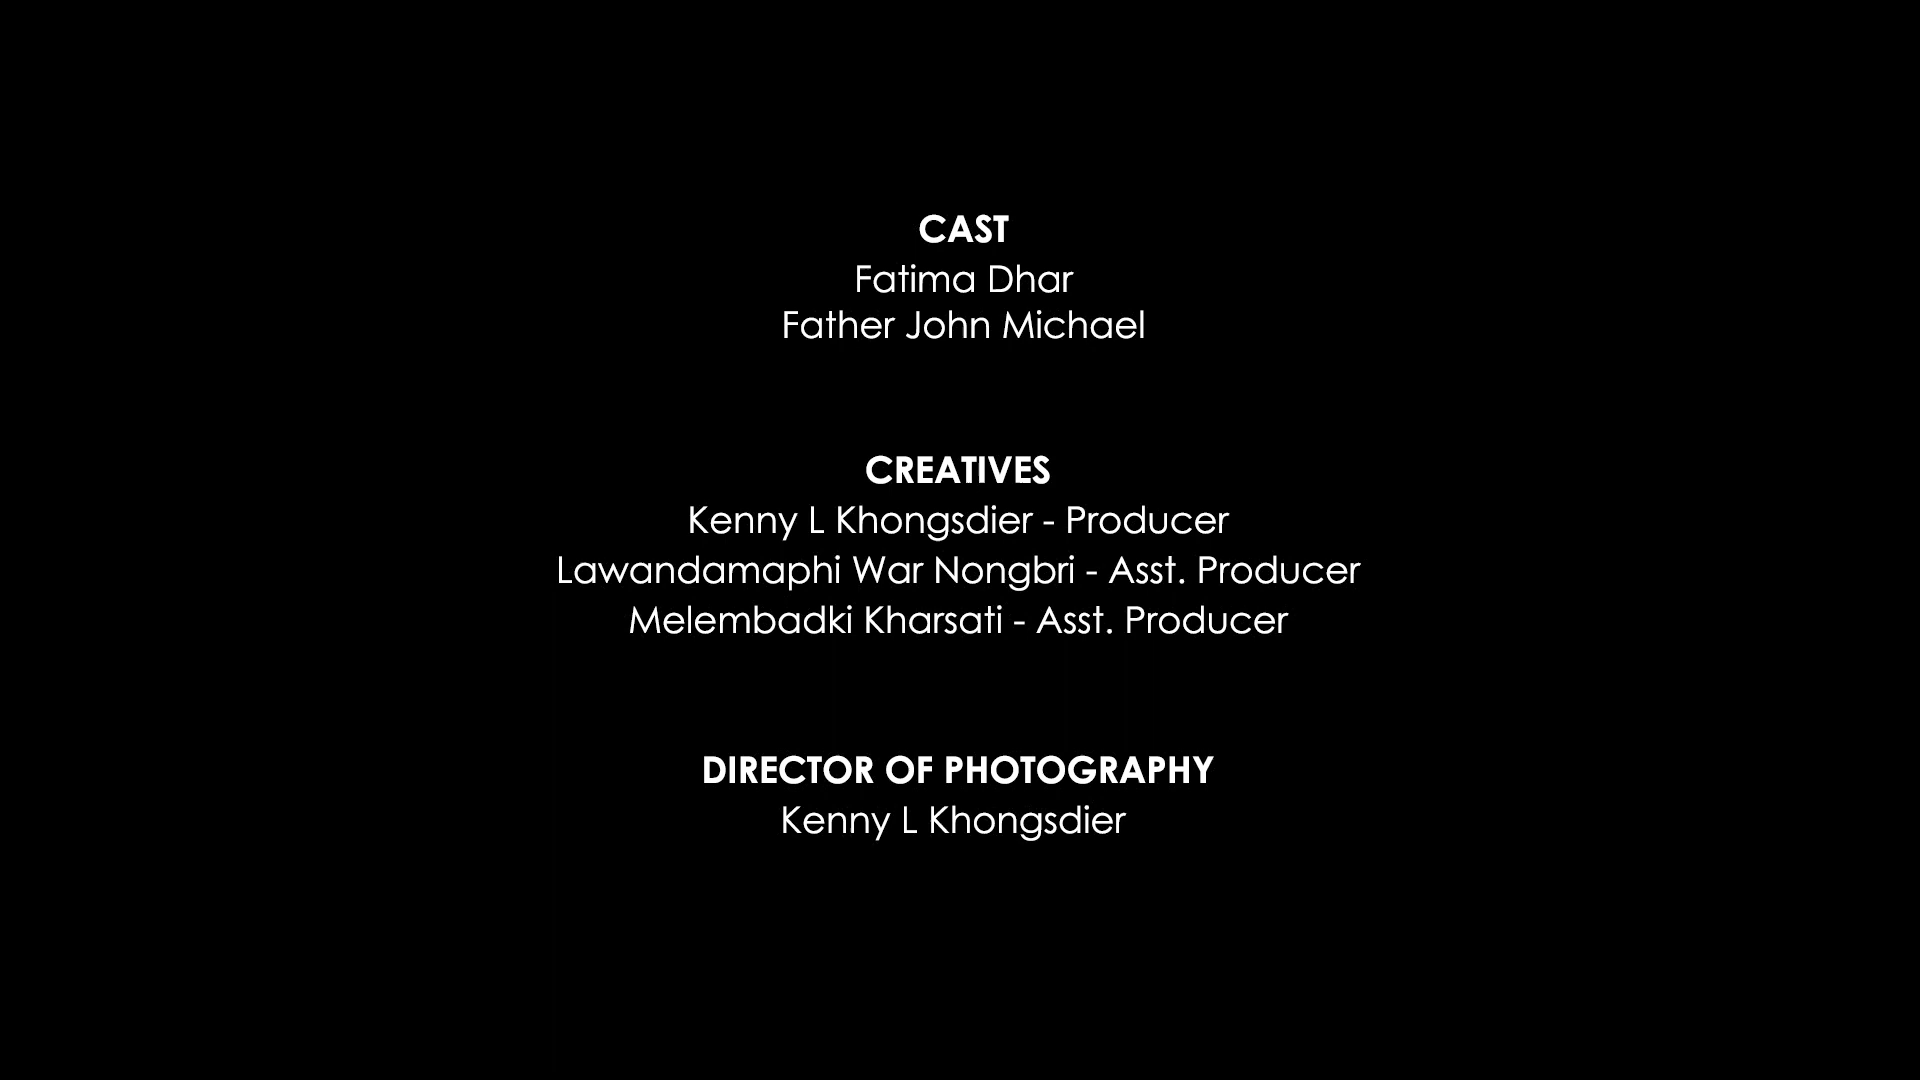 CAST
Fatima Dhar
Father John Michael
CREATIVES
Kenny L Khongsdier - Producer
Lawandamaphi War Nongbri - Asst. Producer
Melembadki Kharsati - Asst. Producer
DIRECTOR OF PHOTOGRAPHY
Kenny L Khongsdier